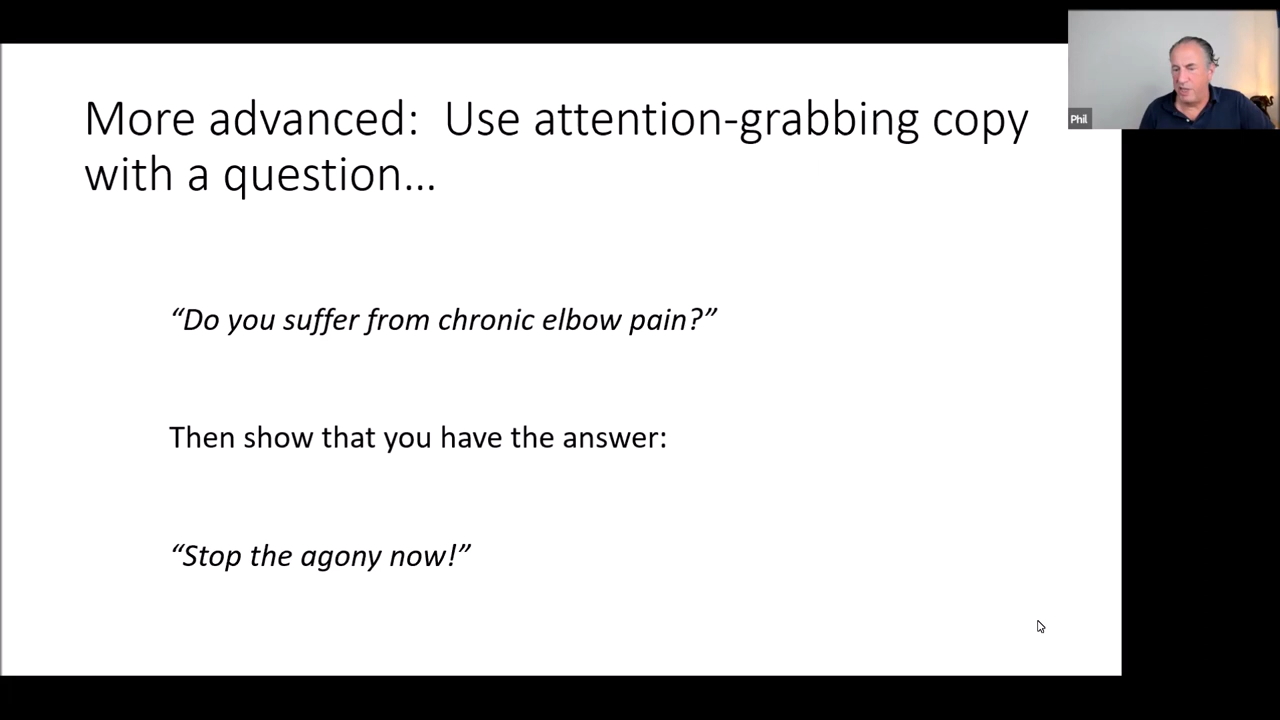 More advanced:  Use attention-grabbing copy
with a question...
“Do you suffer from chronic elbow pain?”
Then show that you have the answer:
“Stop the agony now!”
Phil